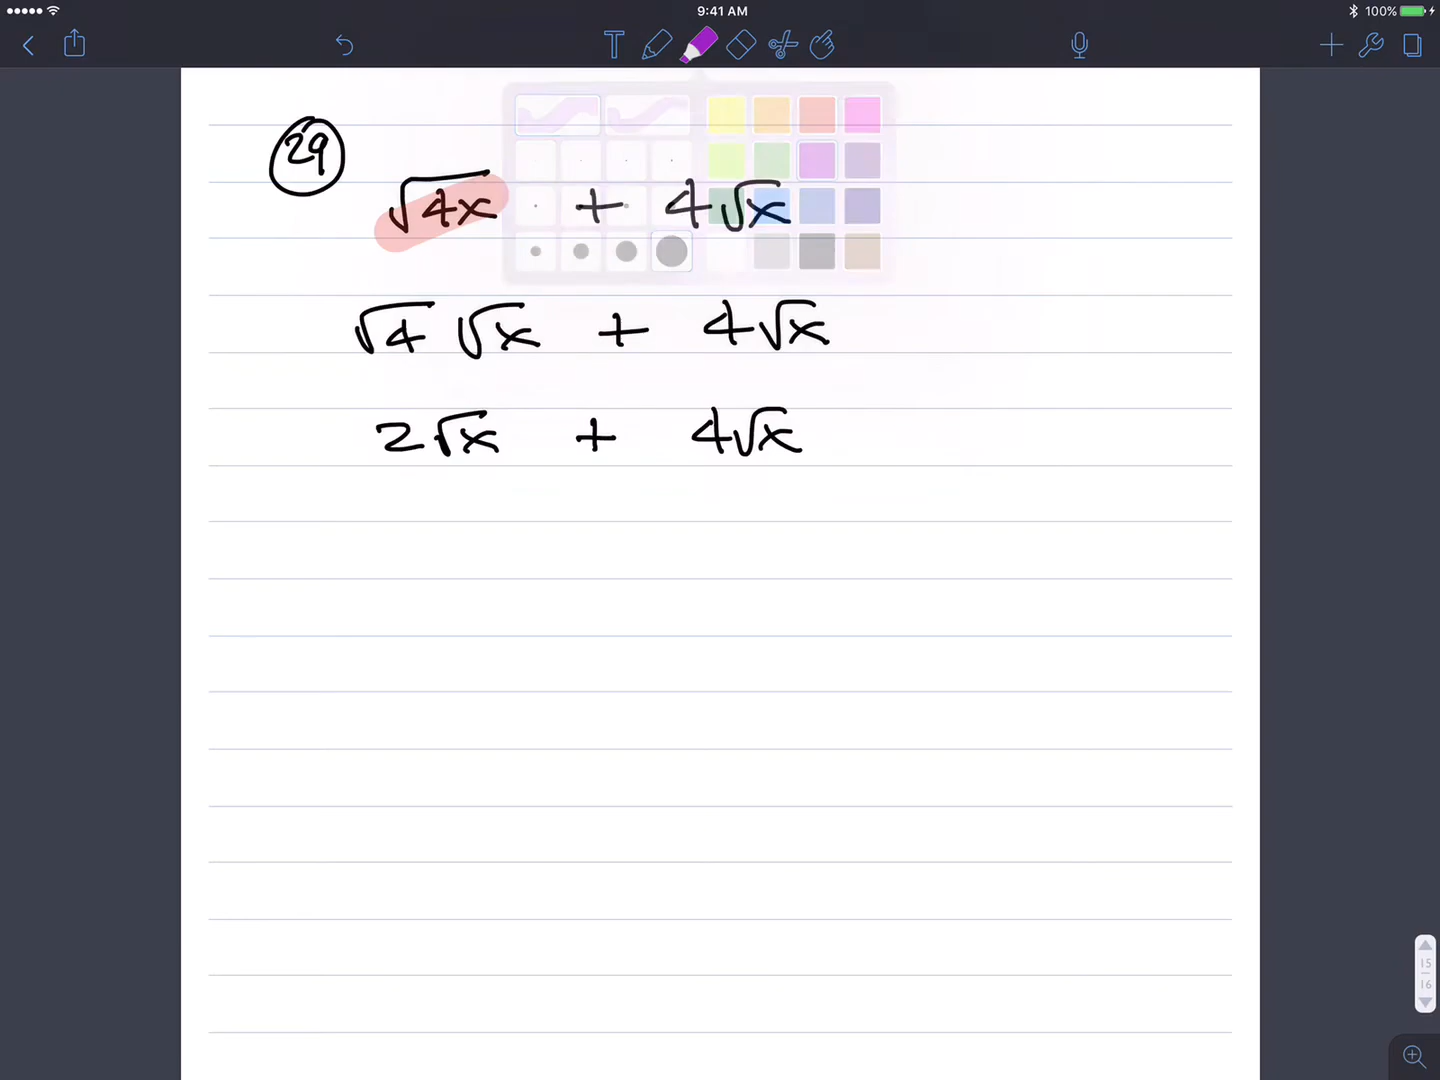 9:41 AM
100%
29
√4x + 4√x
√4 √x + 4√x
2√x + 4√x
15
16